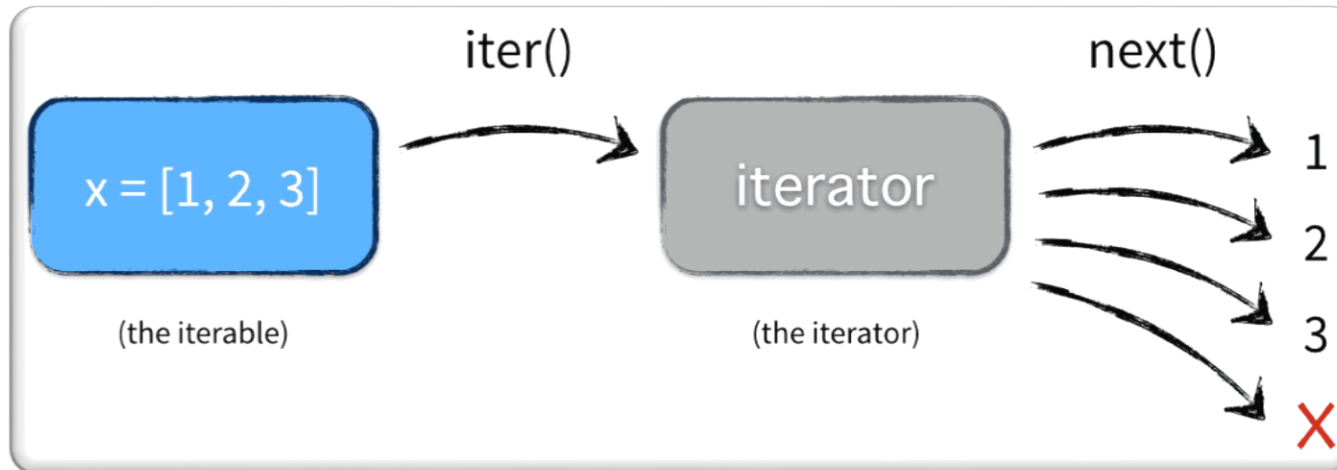 iter()
next()
x = [1, 2, 3]
iterator
1
2
3
X
(the iterable)
(the iterator)